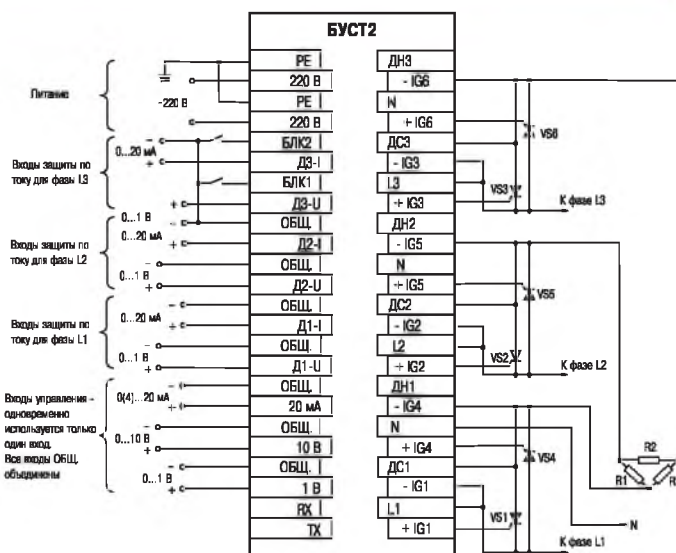 БУСТ2
Питание
~220 В
Входы защиты по
току для фазы L3
0...20 мА
0...1 В
Входы защиты по
току для фазы L2
0...20 мА
0...1 В
Входы защиты по
току для фазы L1
0...20 мА
0...1 В
Входы управления -
одновременно
используется только
один вход.
Все входы ОБЩ.
объединены
0(4)...20 мА
0...10 В
0...1 В
PE
220 В
PE
220 В
БЛК2
Д3-I
БЛК1
Д3-U
ОБЩ.
Д2-I
ОБЩ.
Д2-U
ОБЩ.
Д1-I
ОБЩ.
Д1-U
ОБЩ.
20 мА
ОБЩ.
10 В
ОБЩ.
1 В
RX
TX
ДН3
- IG6
N
+ IG6
ДС3
- IG3
L3
+ IG3
ДН2
- IG5
N
+ IG5
ДС2
- IG2
L2
+ IG2
ДН1
- IG4
N
+ IG4
ДС1
- IG1
L1
+ IG1
VS6
VS3
К фазе L3
VS5
VS2
К фазе L2
VS4
VS1
К фазе L1
R2
R1
N